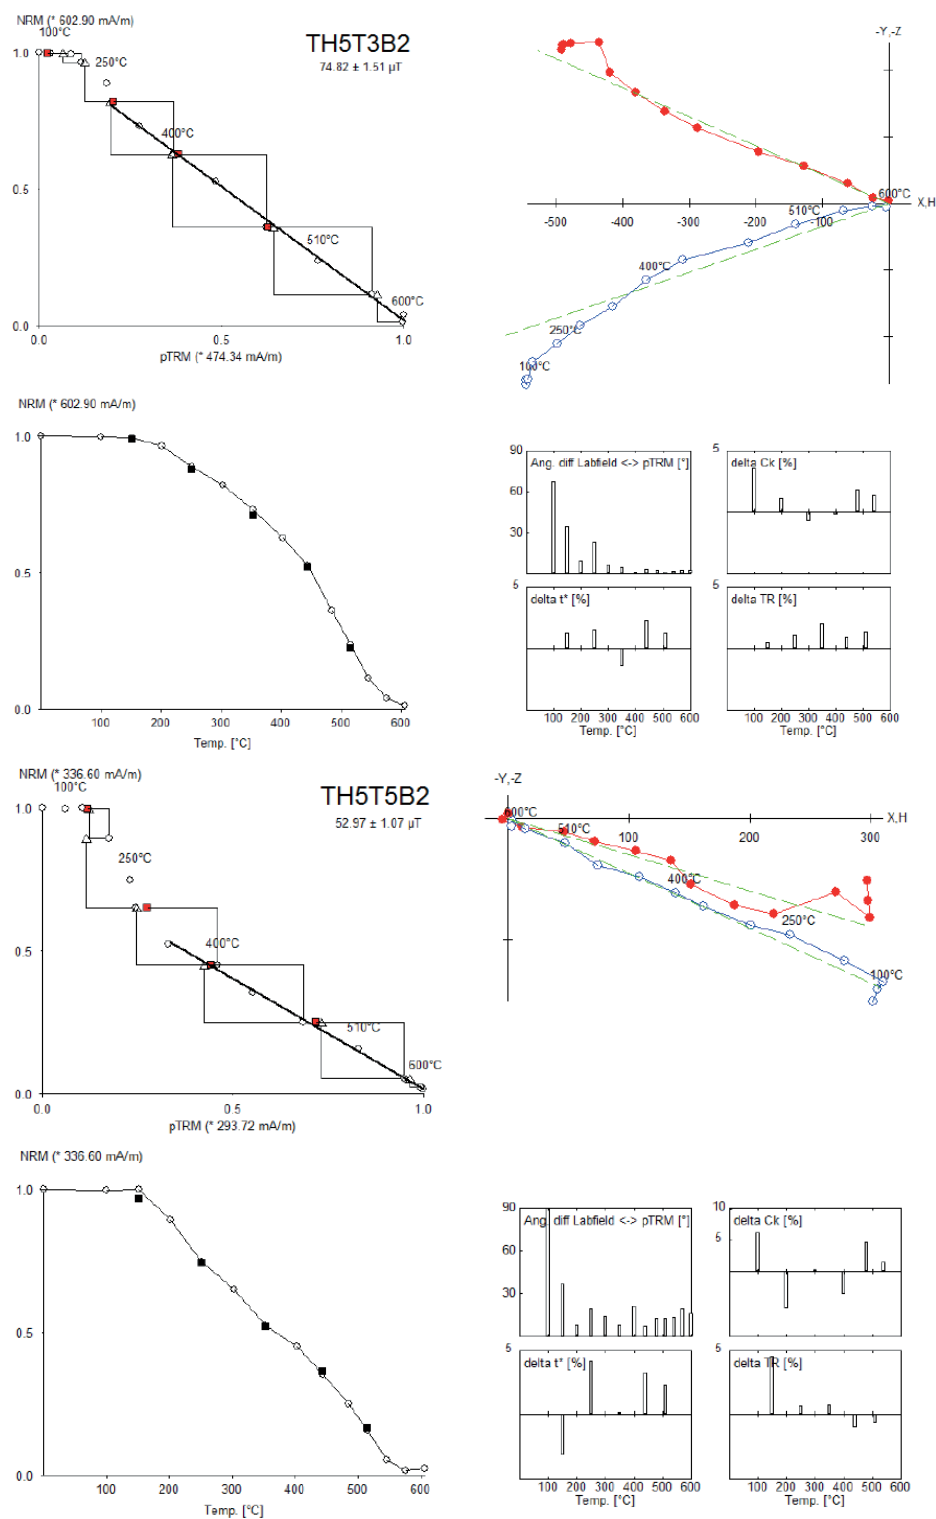 NRM (* 602.90 mA/m)
100°C
1.0
250°C
TH5T3B2
74.82 ± 1.51 µT
400°C
0.5
510°C
600°C
0.0
0.0
0.5
1.0
pTRM (* 474.34 mA/m)
-Y,-Z
600°C
X,H
510°C
-500
-400
-300
-200
-100
400°C
250°C
100°C
NRM (* 602.90 mA/m)
1.0
0.5
0.0
100
200
300
400
500
600
Temp. [°C]
90
Ang. diff Labfield <-> pTRM [°]
60
30
5
delta Ck [%]
5
delta t* [%]
100 200 300 400 500 600
Temp. [°C]
5
delta TR [%]
100 200 300 400 500 600
Temp. [°C]
NRM (* 336.60 mA/m)
100°C
1.0
TH5T5B2
52.97 ± 1.07 µT
250°C
0.5
400°C
510°C
600°C
0.0
0.0
0.5
1.0
pTRM (* 293.72 mA/m)
-Y,-Z
600°C
100
200
300
X,H
510°C
400°C
250°C
100°C
NRM (* 336.60 mA/m)
1.0
0.5
0.0
100
200
300
400
500
600
Temp. [°C]
90
Ang. diff Labfield <-> pTRM [°]
60
30
10
delta Ck [%]
5
5
delta t* [%]
100 200 300 400 500 600
Temp. [°C]
5
delta TR [%]
100 200 300 400 500 600
Temp. [°C]